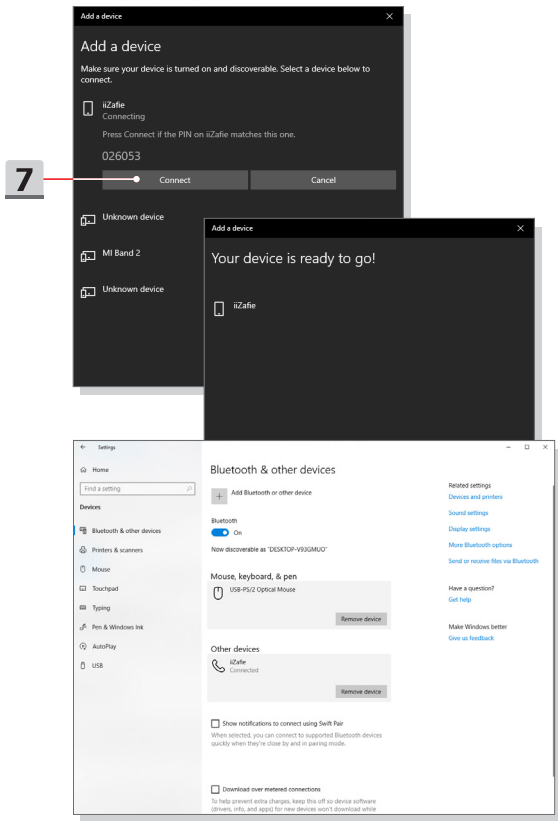 Add a device
Add a device
Make sure your device is turned on and discoverable. Select a device below to
connect.
iiZafie
Connecting
Press Connect if the PIN on iiZafie matches this one.
026053
7
Connect
Cancel
Unknown device
MI Band 2
Unknown device
Add a device
Your device is ready to go!
iiZafie
Settings
Home
Find a setting
Devices
Bluetooth & other devices
Printers & scanners
Mouse
Touchpad
Typing
Pen & Windows Ink
AutoPlay
USB
Bluetooth & other devices
Add Bluetooth or other device
Bluetooth
On
Now discoverable as "DESKTOP-V93GMUO"
Mouse, keyboard, & pen
USB-PS/2 Optical Mouse
Remove device
Other devices
iiZafie
Connected
Remove device
Show notifications to connect using Swift Pair
When selected, you can connect to supported Bluetooth devices
quickly when they're close by and in pairing mode.
Download over metered connections
To help prevent extra charges, keep this off so device software
(drivers, info, and apps) for new devices won't download while
Related settings
Devices and printers
Sound settings
Display settings
More Bluetooth options
Send or receive files via Bluetooth
Have a question?
Get help
Make Windows better
Give us feedback